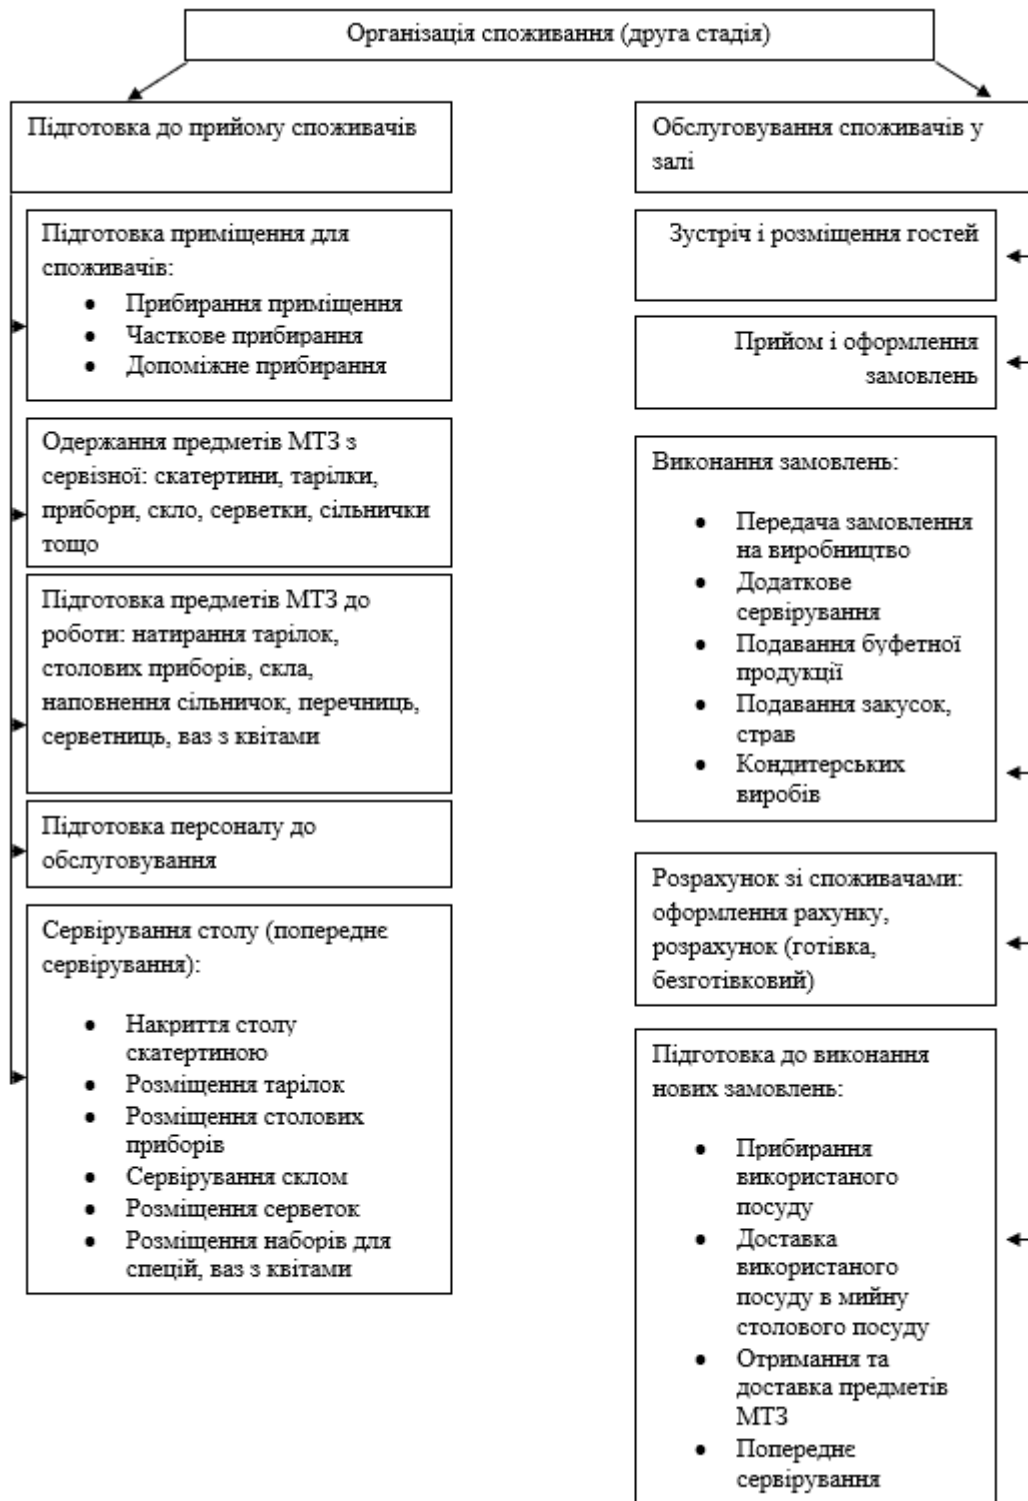 Організація споживання (друга стадія)
Підготовка до прийому споживачів
Підготовка приміщення для
споживачів:
● Прибирання приміщення
● Часткове прибирання
● Допоміжне прибирання
Одержання предметів МТЗ з
сервізної: скатертини, тарілки,
прибори, скло, серветки, сільнички
тощо
Підготовка предметів МТЗ до
роботи: натирання тарілок,
столових приборів, скла,
наповнення сільничок, перечниць,
серветниць, ваз з квітами
Підготовка персоналу до
обслуговування
Сервірування столу (попереднє
сервірування):
● Накриття столу
скатертиною
● Розміщення тарілок
● Розміщення столових
приборів
● Сервірування склом
● Розміщення серветок
● Розміщення наборів для
спецій, ваз з квітами
Обслуговування споживачів у
залі
Зустріч і розміщення гостей
Прийом і оформлення
замовлень
Виконання замовлень:
● Передача замовлення
на виробництво
● Додаткове
сервірування
● Подавання буфетної
продукції
● Подавання закусок,
страв
● Кондитерських
виробів
Розрахунок зі споживачами:
оформлення рахунку,
розрахунок (готівка,
безготівковий)
Підготовка до виконання
нових замовлень:
● Прибирання
використаного
посуду
● Доставка
використаного
посуду в мийну
столового посуду
● Отримання та
доставка предметів
МТЗ
● Попереднє
сервірування